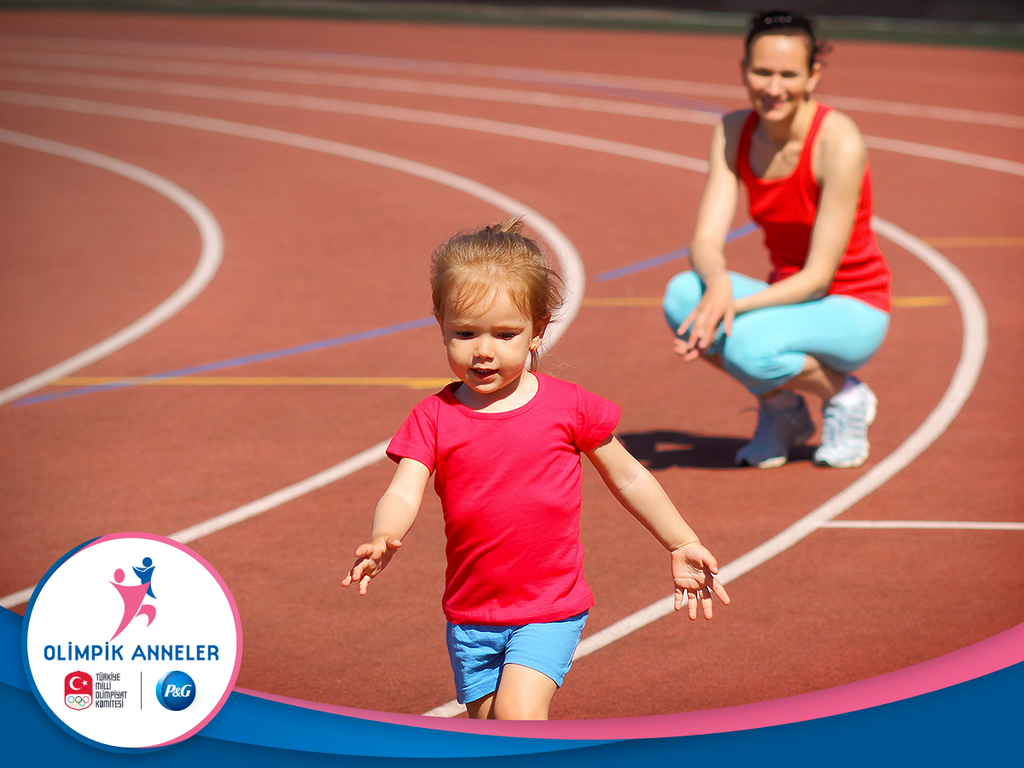 OLİMPİK ANNELER
TÜRKİYE
MİLLİ
OLİMPİYAT
KOMİTESİ
P&G